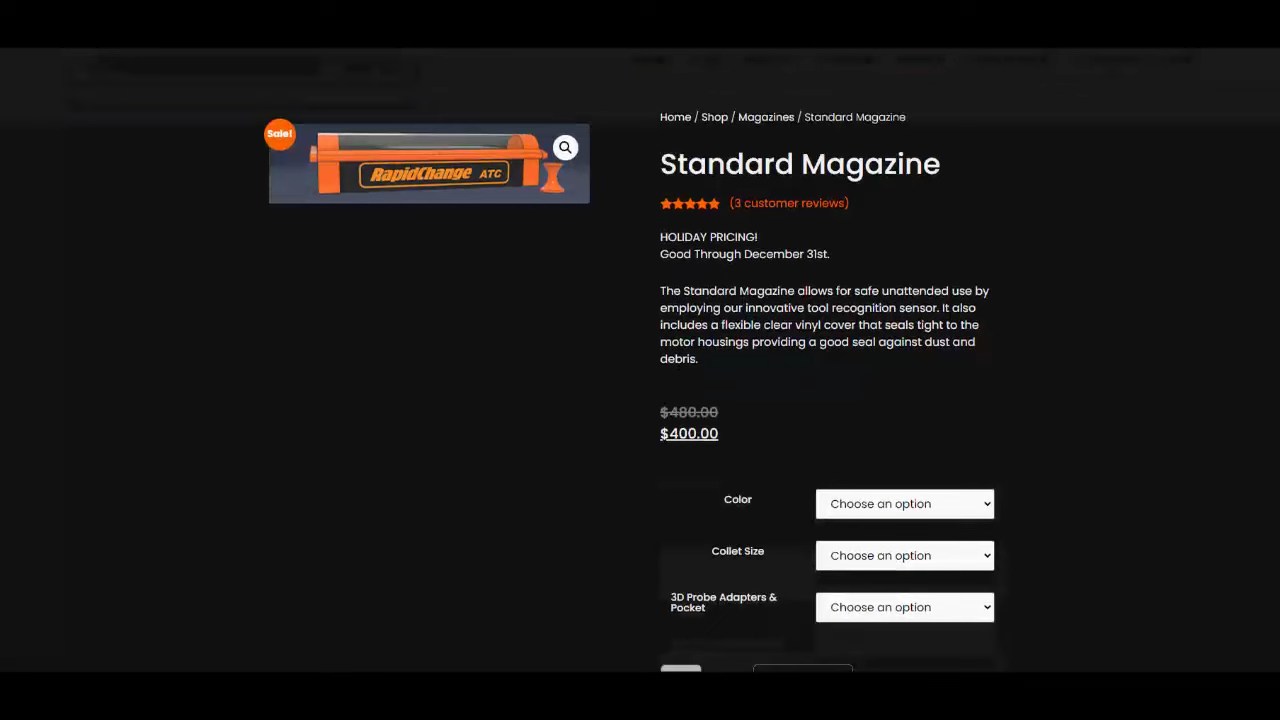 Home / Shop / Magazines / Standard Magazine
Sale!
RapidChange ATC
Standard Magazine
(3 customer reviews)
HOLIDAY PRICING!
Good Through December 31st.
The Standard Magazine allows for safe unattended use by
employing our innovative tool recognition sensor. It also
includes a flexible clear vinyl cover that seals tight to the
motor housings providing a good seal against dust and
debris.
$480.00
$400.00
Color
Choose an option
Collet Size
Choose an option
3D Probe Adapters &
Pocket
Choose an option